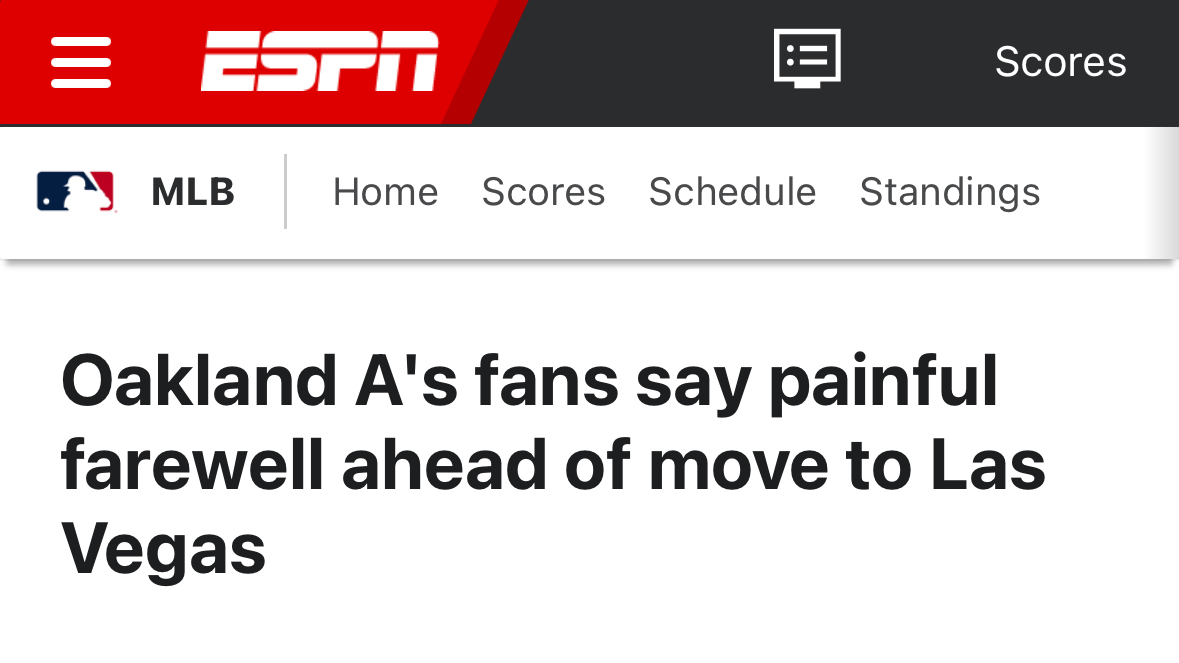 ESPN
Scores
MLB Home Scores Schedule Standings
Oakland A's fans say painful
farewell ahead of move to Las
Vegas